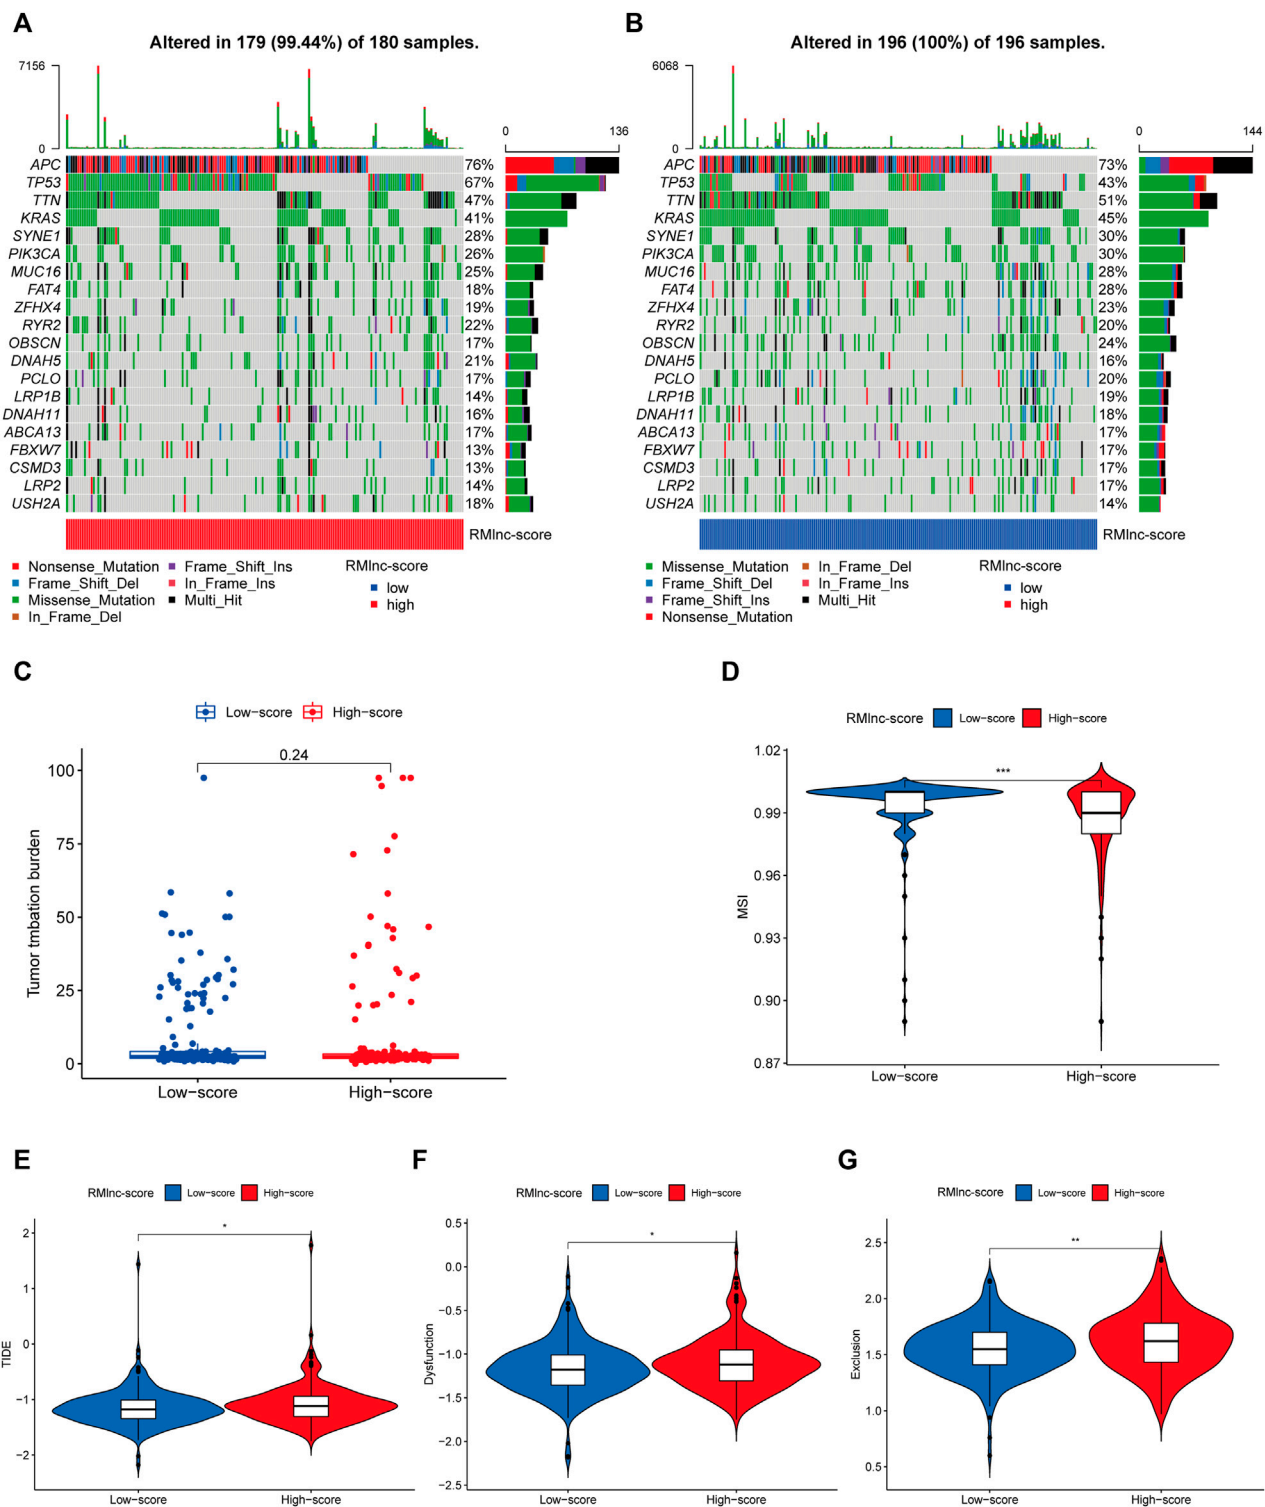 A
Altered in 179 (99.44%) of 180 samples.
7156
0
0 136
APC 76%
TP53 67%
TTN 47%
KRAS 41%
SYNE1 28%
PIK3CA 26%
MUC16 25%
FAT4 18%
ZFHX4 19%
RYR2 22%
OBSCN 17%
DNAH5 21%
PCLO 17%
LRP1B 14%
DNAH11 16%
ABCA13 17%
FBXW7 13%
CSMD3 13%
LRP2 14%
USH2A 18%
RMlnc-score
Nonsense_Mutation Frame_Shift_Ins RMlnc-score
Frame_Shift_Del In_Frame_Ins low
Missense_Mutation Multi_Hit high
In_Frame_Del
B
Altered in 196 (100%) of 196 samples.
6068
0
0 144
APC 73%
TP53 43%
TTN 51%
KRAS 45%
SYNE1 30%
PIK3CA 30%
MUC16 28%
FAT4 28%
ZFHX4 23%
RYR2 20%
OBSCN 24%
DNAH5 16%
PCLO 20%
LRP1B 19%
DNAH11 18%
ABCA13 17%
FBXW7 17%
CSMD3 17%
LRP2 17%
USH2A 14%
RMlnc-score
Missense_Mutation In_Frame_Del RMlnc-score
Frame_Shift_Del In_Frame_Ins low
Frame_Shift_Ins Multi_Hit high
Nonsense_Mutation
C
Low−score High−score
0.24
Tumor tmbation burden
100
75
50
25
0
Low−score High−score
D
RMlnc-score Low−score High−score
***
MSI
1.02
0.99
0.96
0.93
0.90
0.87
Low−score High−score
E
RMlnc-score Low−score High−score
*
TIDE
2
1
0
−1
−2
Low−score High−score
F
RMlnc-score Low−score High−score
*
Dysfunction
0.5
0.0
−0.5
−1.0
−1.5
−2.0
−2.5
Low−score High−score
G
RMlnc-score Low−score High−score
**
Exclusion
2.5
2.0
1.5
1.0
0.5
Low−score High−score